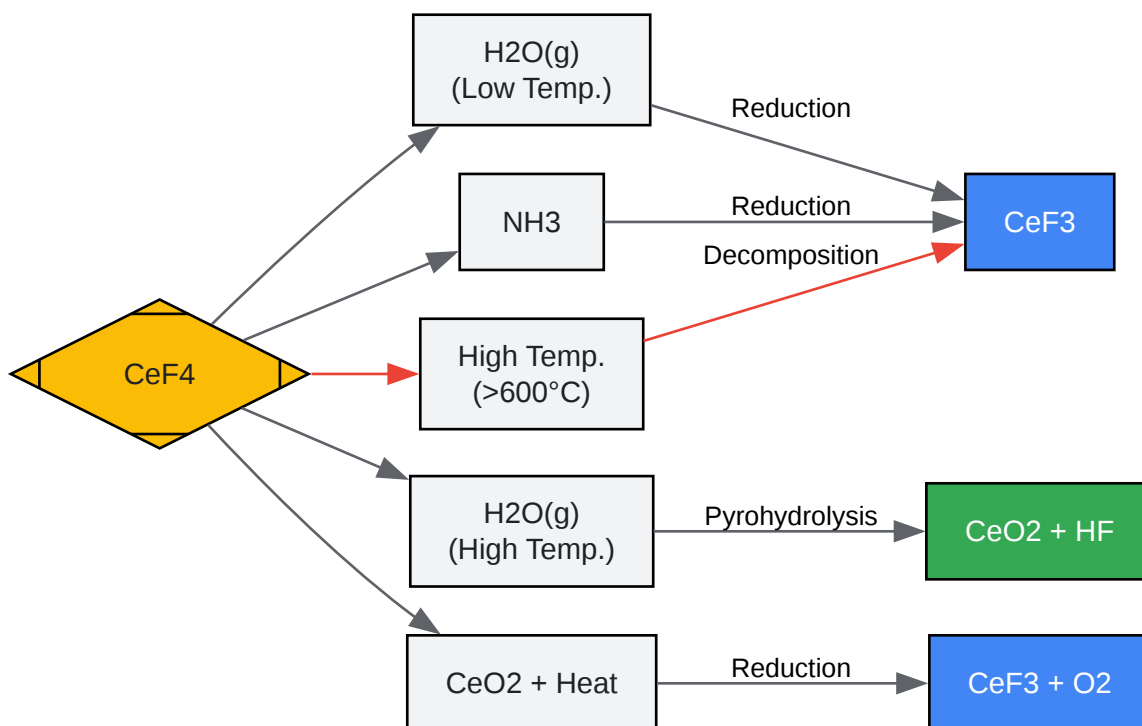 H2O(g)
(Low Temp.)
Reduction
NH3
Reduction
CeF3
Decomposition
CeF4
High Temp.
(>600°C)
H2O(g)
(High Temp.)
Pyrohydrolysis
CeO2 + HF
CeO2 + Heat
Reduction
CeF3 + O2